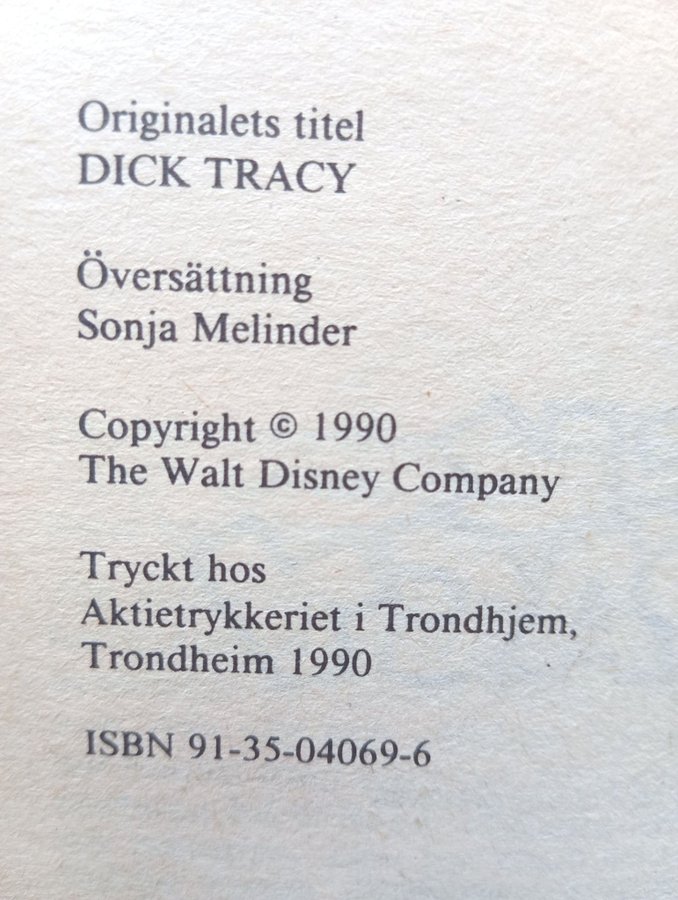 Originalets titel
DICK TRACY
Översättning
Sonja Melinder
Copyright © 1990
The Walt Disney Company
Tryckt hos
Aktietrykkeriet i Trondhjem,
Trondheim 1990
ISBN 91-35-04069-6